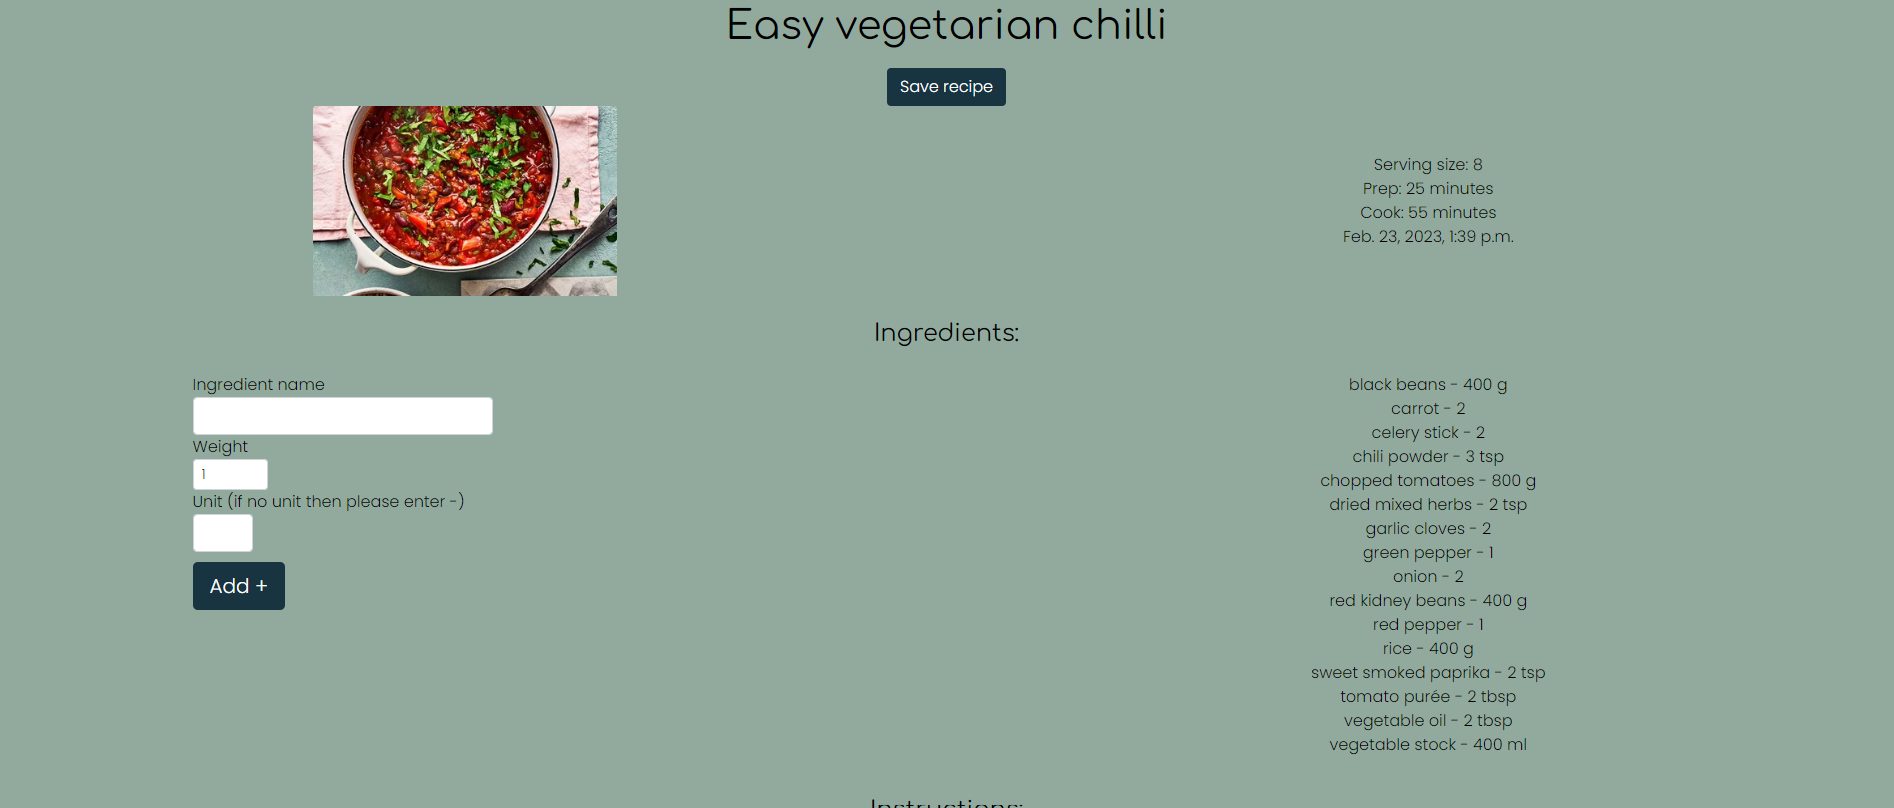 Easy vegetarian chilli
Save recipe
Serving size: 8
Prep: 25 minutes
Cook: 55 minutes
Feb. 23, 2023, 1:39 p.m.
Ingredients:
Ingredient name
Weight
1
Unit (if no unit then please enter -)
Add +
black beans - 400 g
carrot - 2
celery stick - 2
chili powder - 3 tsp
chopped tomatoes - 800 g
dried mixed herbs - 2 tsp
garlic cloves - 2
green pepper - 1
onion - 2
red kidney beans - 400 g
red pepper - 1
rice - 400 g
sweet smoked paprika - 2 tsp
tomato purée - 2 tbsp
vegetable oil - 2 tbsp
vegetable stock - 400 ml
Instructions: